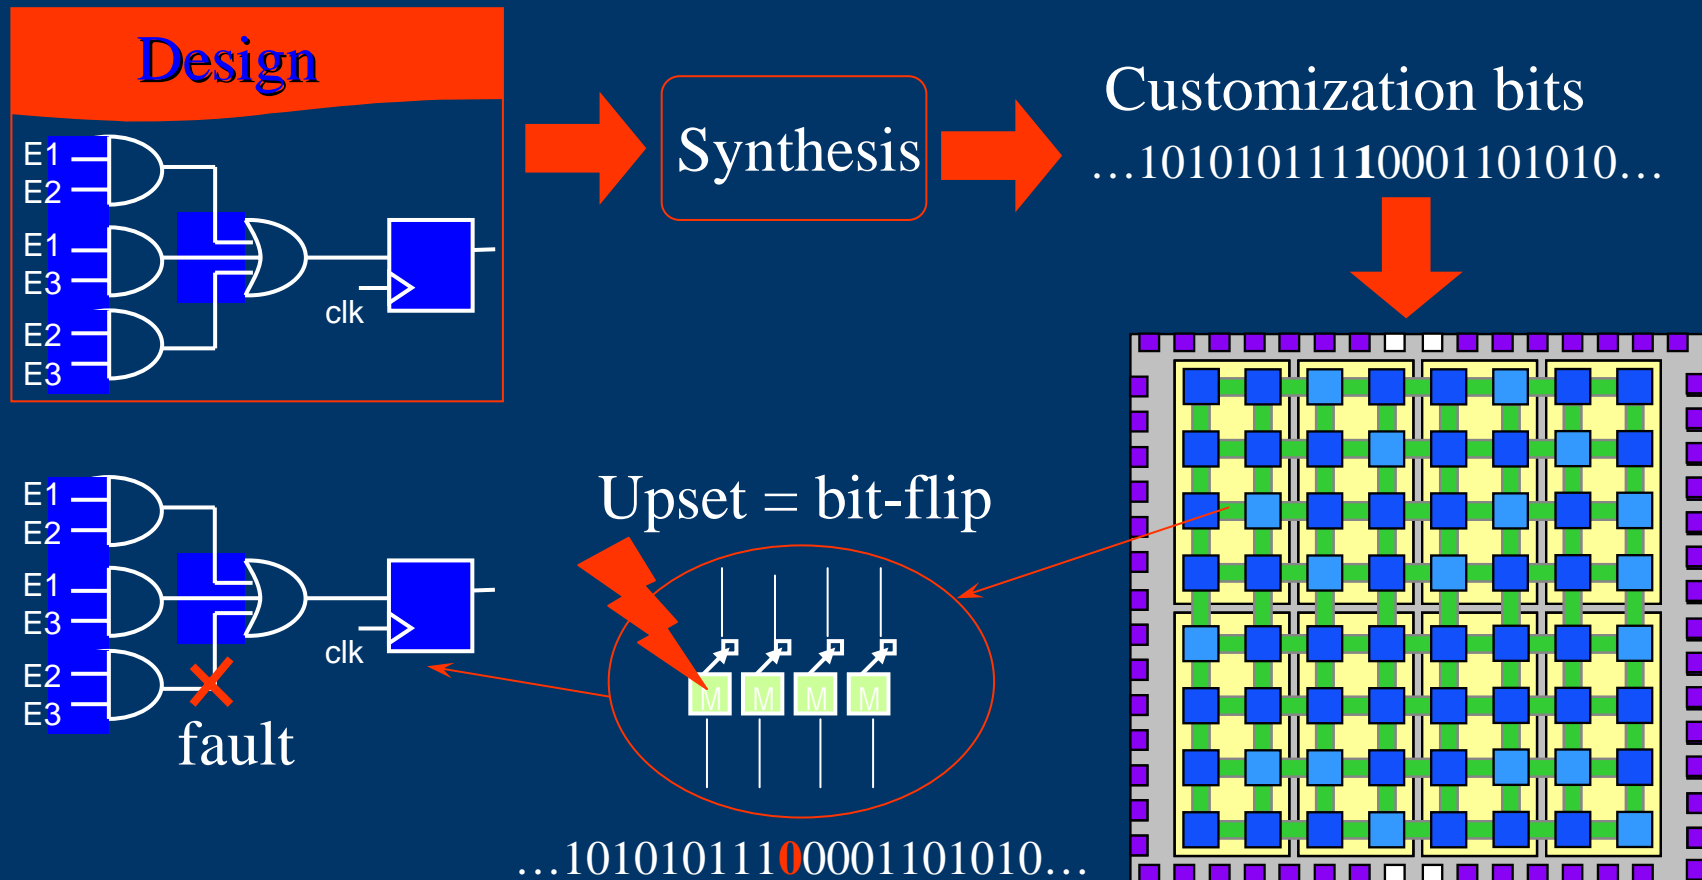 Design
Synthesis
Customization bits
…10101011110001101010…
E1
E2
E1
E3
E2
E3
clk
E1
E2
E1
E3
E2
E3
clk
fault
Upset = bit-flip
M M M M
…10101011100001101010…